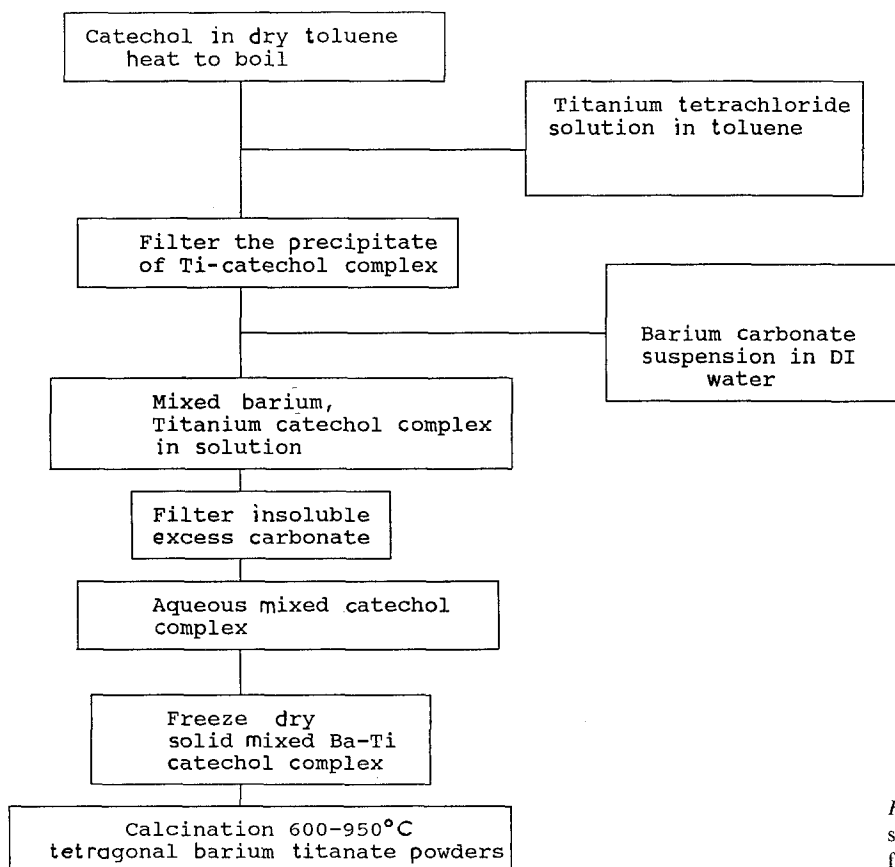 Catechol in dry toluene
heat to boil
Titanium tetrachloride
solution in toluene
Filter the precipitate
of Ti-catechol complex
Barium carbonate
suspension in DI
water
Mixed barium,
Titanium catechol complex
in solution
Filter insoluble
excess carbonate
Aqueous mixed catechol
complex
Freeze dry
solid mixed Ba-Ti
catechol complex
Calcination 600-950°C
tetragonal barium titanate powders